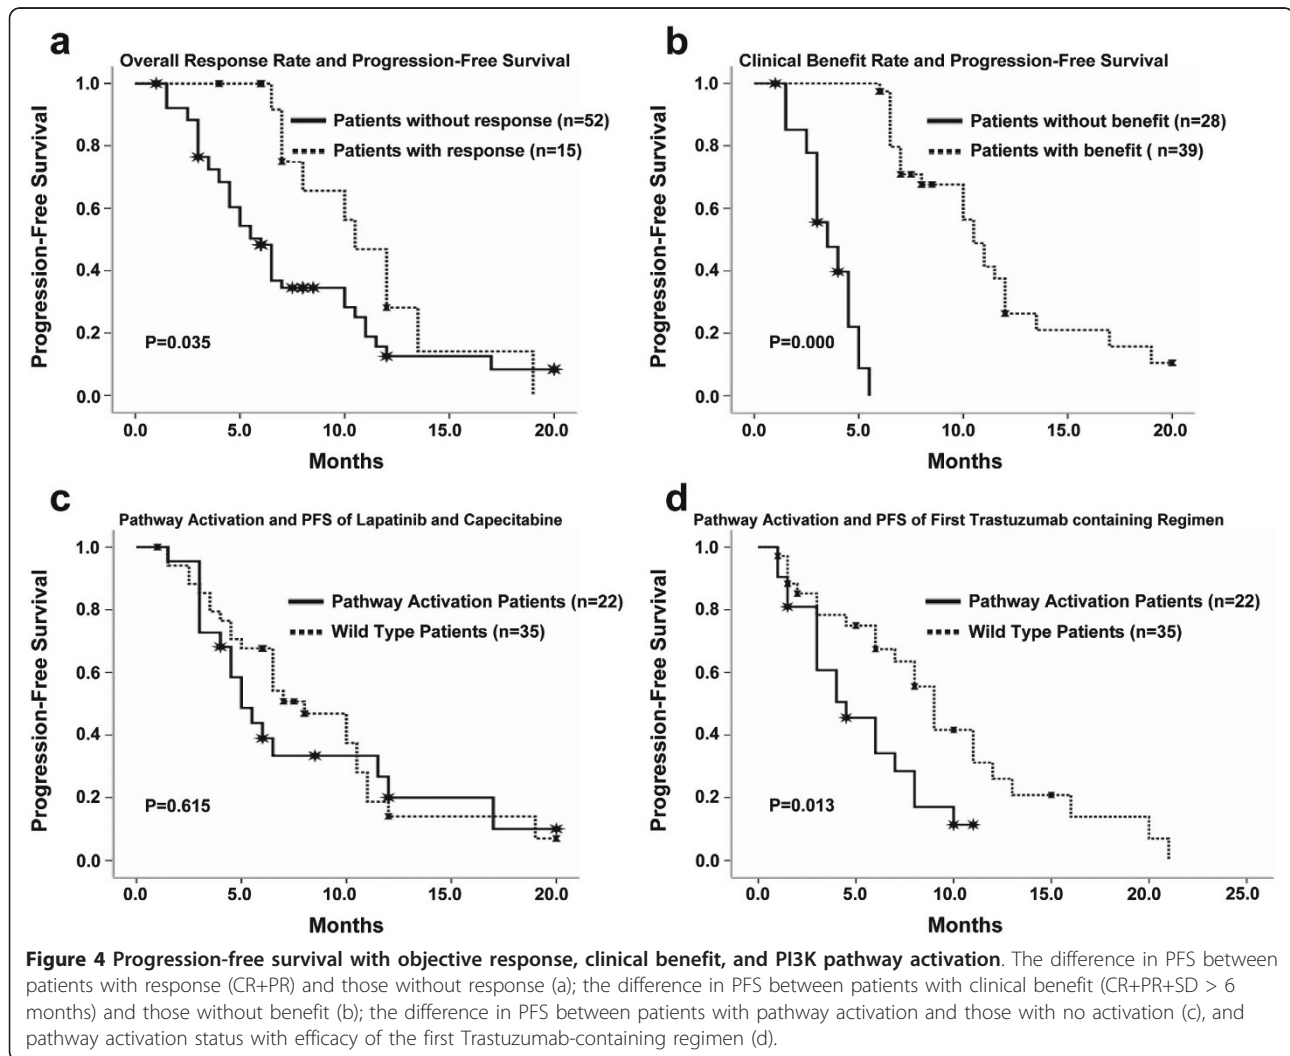 a
Overall Response Rate and Progression-Free Survival
Progression-Free Survival
1.0
0.8
0.6
0.4
0.2
0.0
Patients without response (n=52)
Patients with response (n=15)
P=0.035
0.0 5.0 10.0 15.0 20.0
Months
b
Clinical Benefit Rate and Progression-Free Survival
Progression-Free Survival
1.0
0.8
0.6
0.4
0.2
0.0
Patients without benefit (n=28)
Patients with benefit ( n=39)
P=0.000
0.0 5.0 10.0 15.0 20.0
Months
c
Pathway Activation and PFS of Lapatinib and Capecitabine
Progression-Free Survival
1.0
0.8
0.6
0.4
0.2
0.0
Pathway Activation Patients (n=22)
Wild Type Patients (n=35)
P=0.615
0.0 5.0 10.0 15.0 20.0
Months
d
Pathway Activation and PFS of First Trastuzumab containing Regimen
Progression-Free Survival
1.0
0.8
0.6
0.4
0.2
0.0
Pathway Activation Patients (n=22)
Wild Type Patients (n=35)
P=0.013
0.0 5.0 10.0 15.0 20.0 25.0
Months
Figure 4 Progression-free survival with objective response, clinical benefit, and PI3K pathway activation. The difference in PFS between
patients with response (CR+PR) and those without response (a); the difference in PFS between patients with clinical benefit (CR+PR+SD > 6
months) and those without benefit (b); the difference in PFS between patients with pathway activation and those with no activation (c), and
pathway activation status with efficacy of the first Trastuzumab-containing regimen (d).